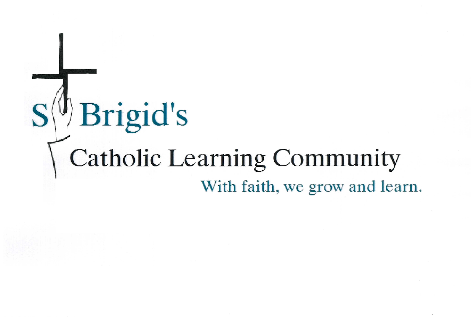 St Brigid's
Catholic Learning Community
With faith, we grow and learn.